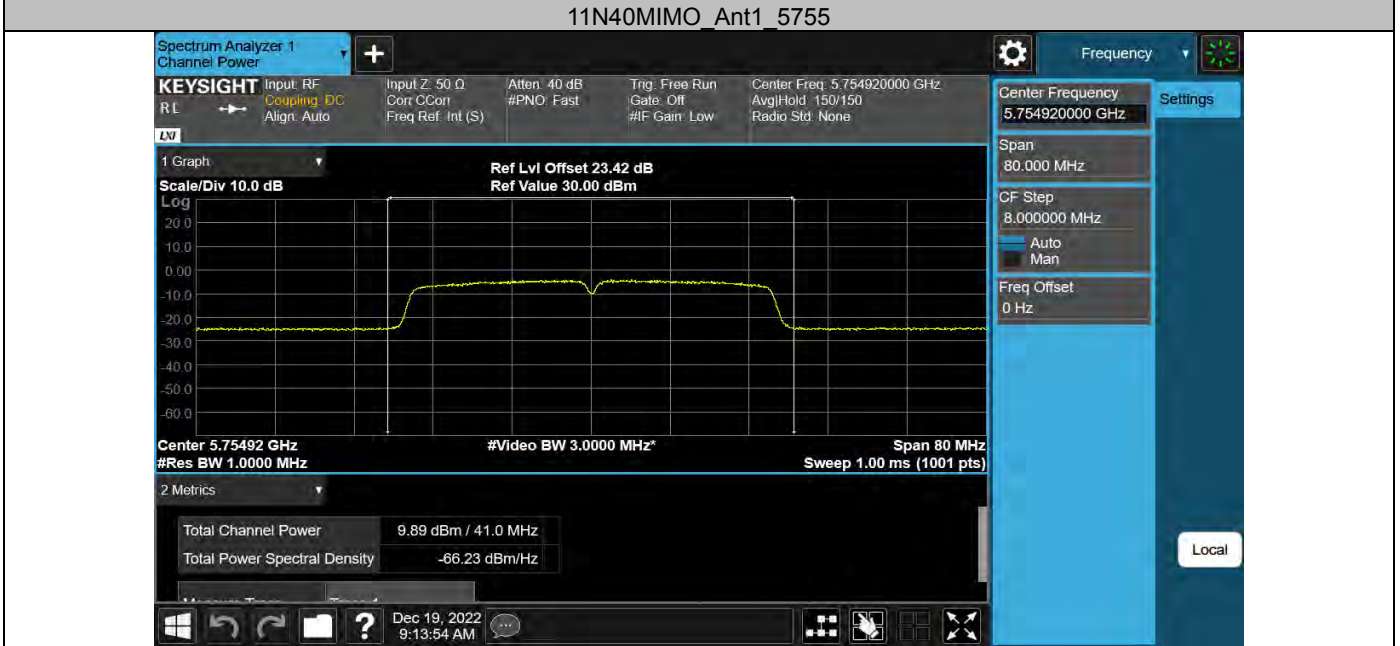 11N40MIMO_Ant1_5755
Spectrum Analyzer 1
Channel Power
+
Frequency
KEYSIGHT
R L
LXI
Input: RF
Coupling: DC
Align: Auto
Input Z: 50 Ω
Corr CCorr
Freq Ref: Int (S)
Atten: 40 dB
#PNO: Fast
Trig: Free Run
Gate: Off
#IF Gain: Low
Center Freq: 5.754920000 GHz
Avg|Hold: 150/150
Radio Std: None
Center Frequency
5.754920000 GHz
Settings
Span
80.000 MHz
CF Step
8.000000 MHz
Auto
Man
Freq Offset
0 Hz
1 Graph
Scale/Div 10.0 dB
Ref Lvl Offset 23.42 dB
Ref Value 30.00 dBm
Log
20.0
10.0
0.00
-10.0
-20.0
-30.0
-40.0
-50.0
-60.0
Center 5.75492 GHz
#Video BW 3.0000 MHz*
Span 80 MHz
#Res BW 1.0000 MHz
Sweep 1.00 ms (1001 pts)
2 Metrics
Total Channel Power 9.89 dBm / 41.0 MHz
Total Power Spectral Density -66.23 dBm/Hz
Local
?
Dec 19, 2022
9:13:54 AM